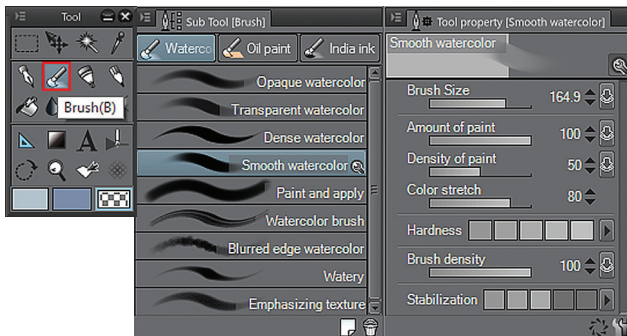 Tool
Brush(B)
A
Sub Tool [Brush]
Waterco
Oil paint
India ink
Opaque watercolor
Transparent watercolor
Dense watercolor
Smooth watercolor
Paint and apply
Watercolor brush
Blurred edge watercolor
Watery
Emphasizing texture
Tool property [Smooth watercolor]
Smooth watercolor
Brush Size 164.9
Amount of paint 100
Density of paint 50
Color stretch 80
Hardness
Brush density 100
Stabilization